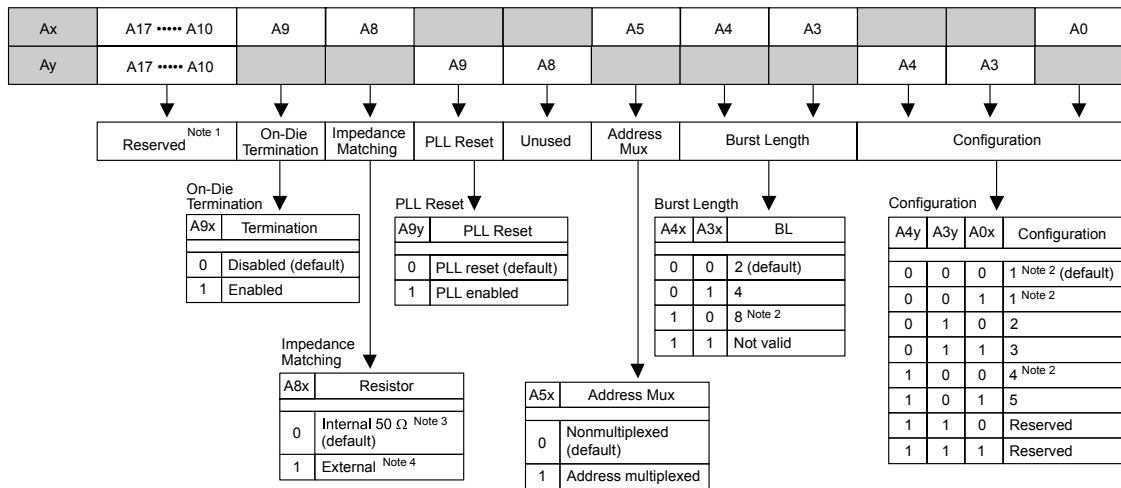 Ax A17 ••••• A10 A9 A8 A5 A4 A3 A0
Ay A17 ••••• A10 A9 A8 A4 A3
Reserved Note 1
On-Die
Termination
Impedance
Matching
PLL Reset
Unused
Address
Mux
Burst Length
Configuration
On-Die
Termination
A9x Termination
0 Disabled (default)
1 Enabled
PLL Reset
A9y PLL Reset
0 PLL reset (default)
1 PLL enabled
Burst Length
A4x A3x BL
0 0 2 (default)
0 1 4
1 0 8 Note 2
1 1 Not valid
Configuration
A4y A3y A0x Configuration
0 0 0 1 Note 2 (default)
0 0 1 1 Note 2
0 1 0 2
0 1 1 3
1 0 0 4 Note 2
1 0 1 5
1 1 0 Reserved
1 1 1 Reserved
Impedance
Matching
A8x Resistor
0 Internal 50 Ω Note 3
(default)
1 External Note 4
A5x Address Mux
0 Nonmultiplexed
(default)
1 Address multiplexed